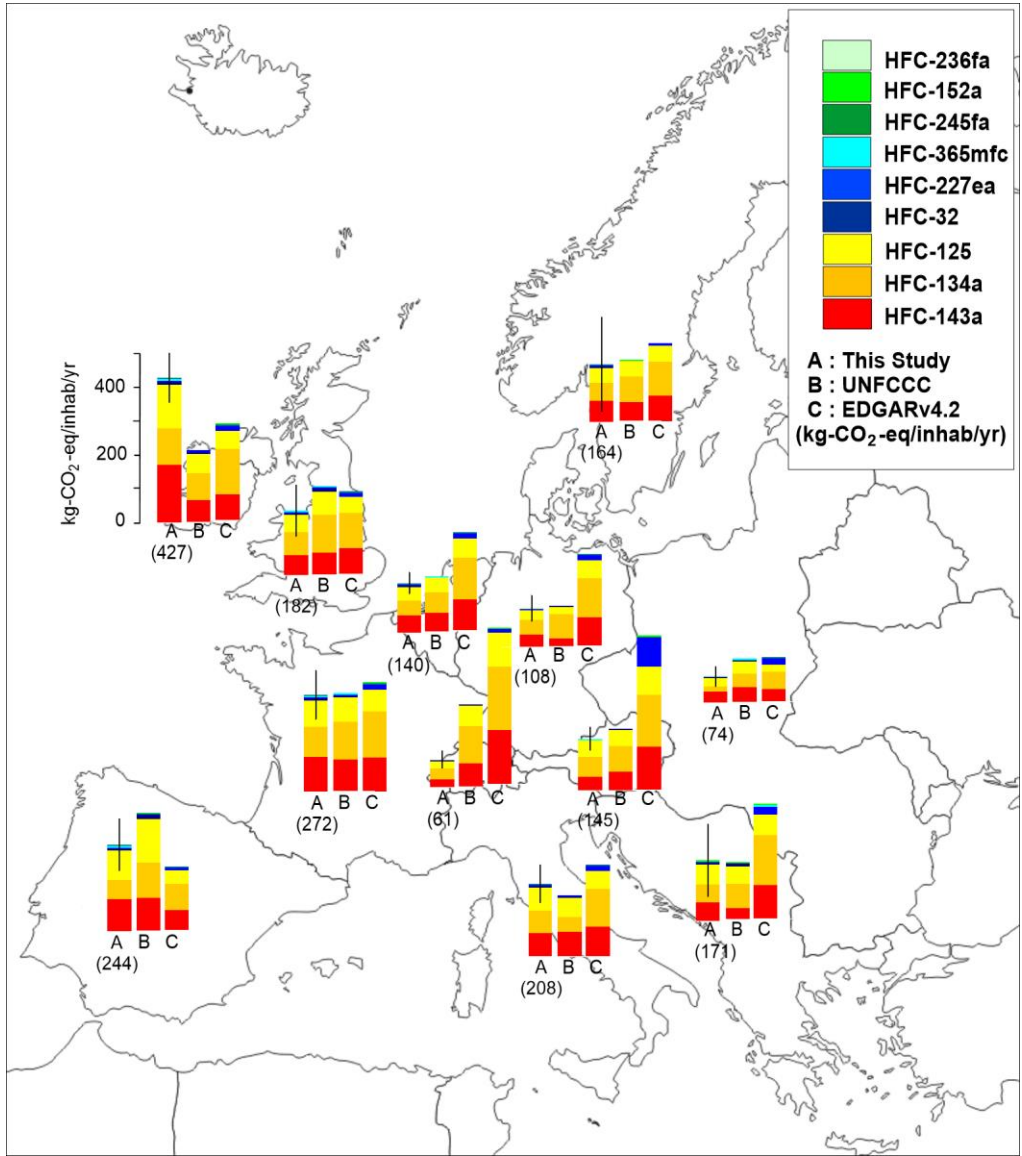 HFC-236fa
HFC-152a
HFC-245fa
HFC-365mfc
HFC-227ea
HFC-32
HFC-125
HFC-134a
HFC-143a
A : This Study
B : UNFCCC
C : EDGARv4.2
(kg-CO₂-eq/inhab/yr)
kg-CO₂-eq/inhab/yr
400
200
0
A B C
(427)
A B C
(182)
A B C
(164)
A B C
(140)
A B C
(108)
A B C
(74)
A B C
(272)
A B C
(61)
A B C
(145)
A B C
(244)
A B C
(208)
A B C
(171)